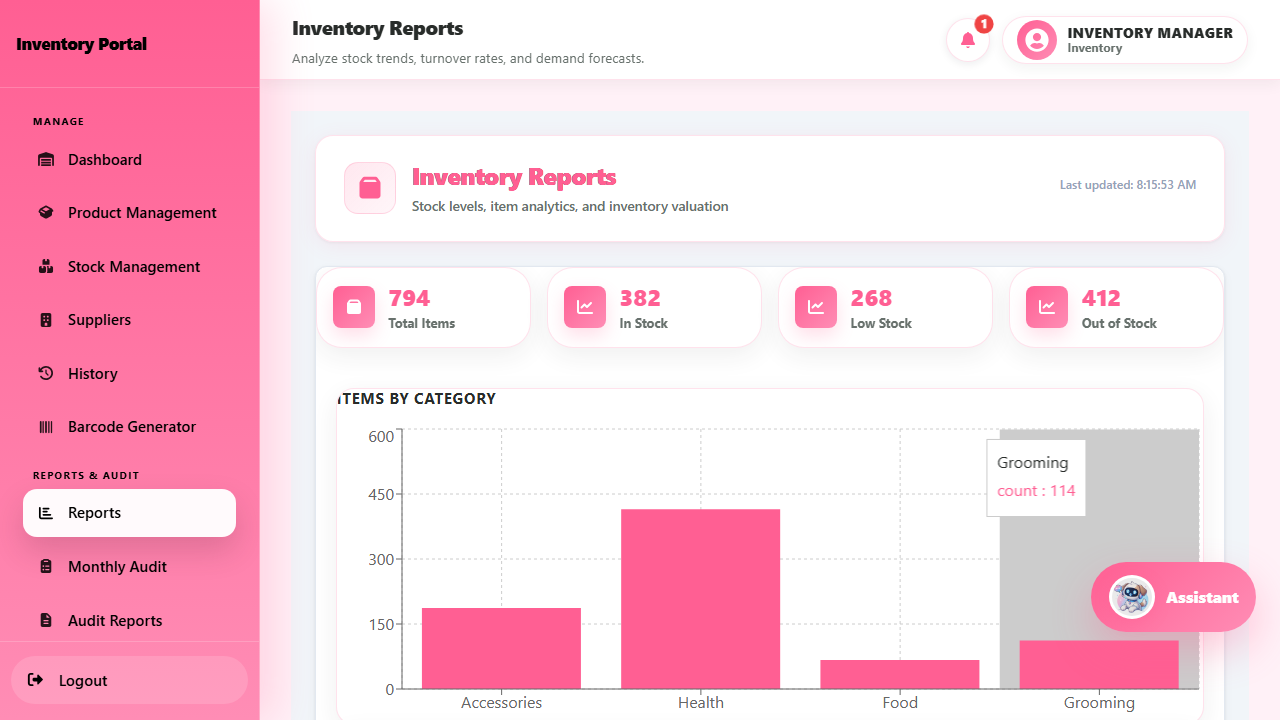 Inventory Portal
MANAGE
Dashboard
Product Management
Stock Management
Suppliers
History
Barcode Generator
REPORTS & AUDIT
Reports
Monthly Audit
Audit Reports
Logout
Inventory Reports
Analyze stock trends, turnover rates, and demand forecasts.
1
INVENTORY MANAGER
Inventory
Inventory Reports
Stock levels, item analytics, and inventory valuation
Last updated: 8:15:53 AM
794
Total Items
382
In Stock
268
Low Stock
412
Out of Stock
ITEMS BY CATEGORY
600
450
300
150
0
Accessories
Health
Food
Grooming
Grooming
count : 114
Assistant